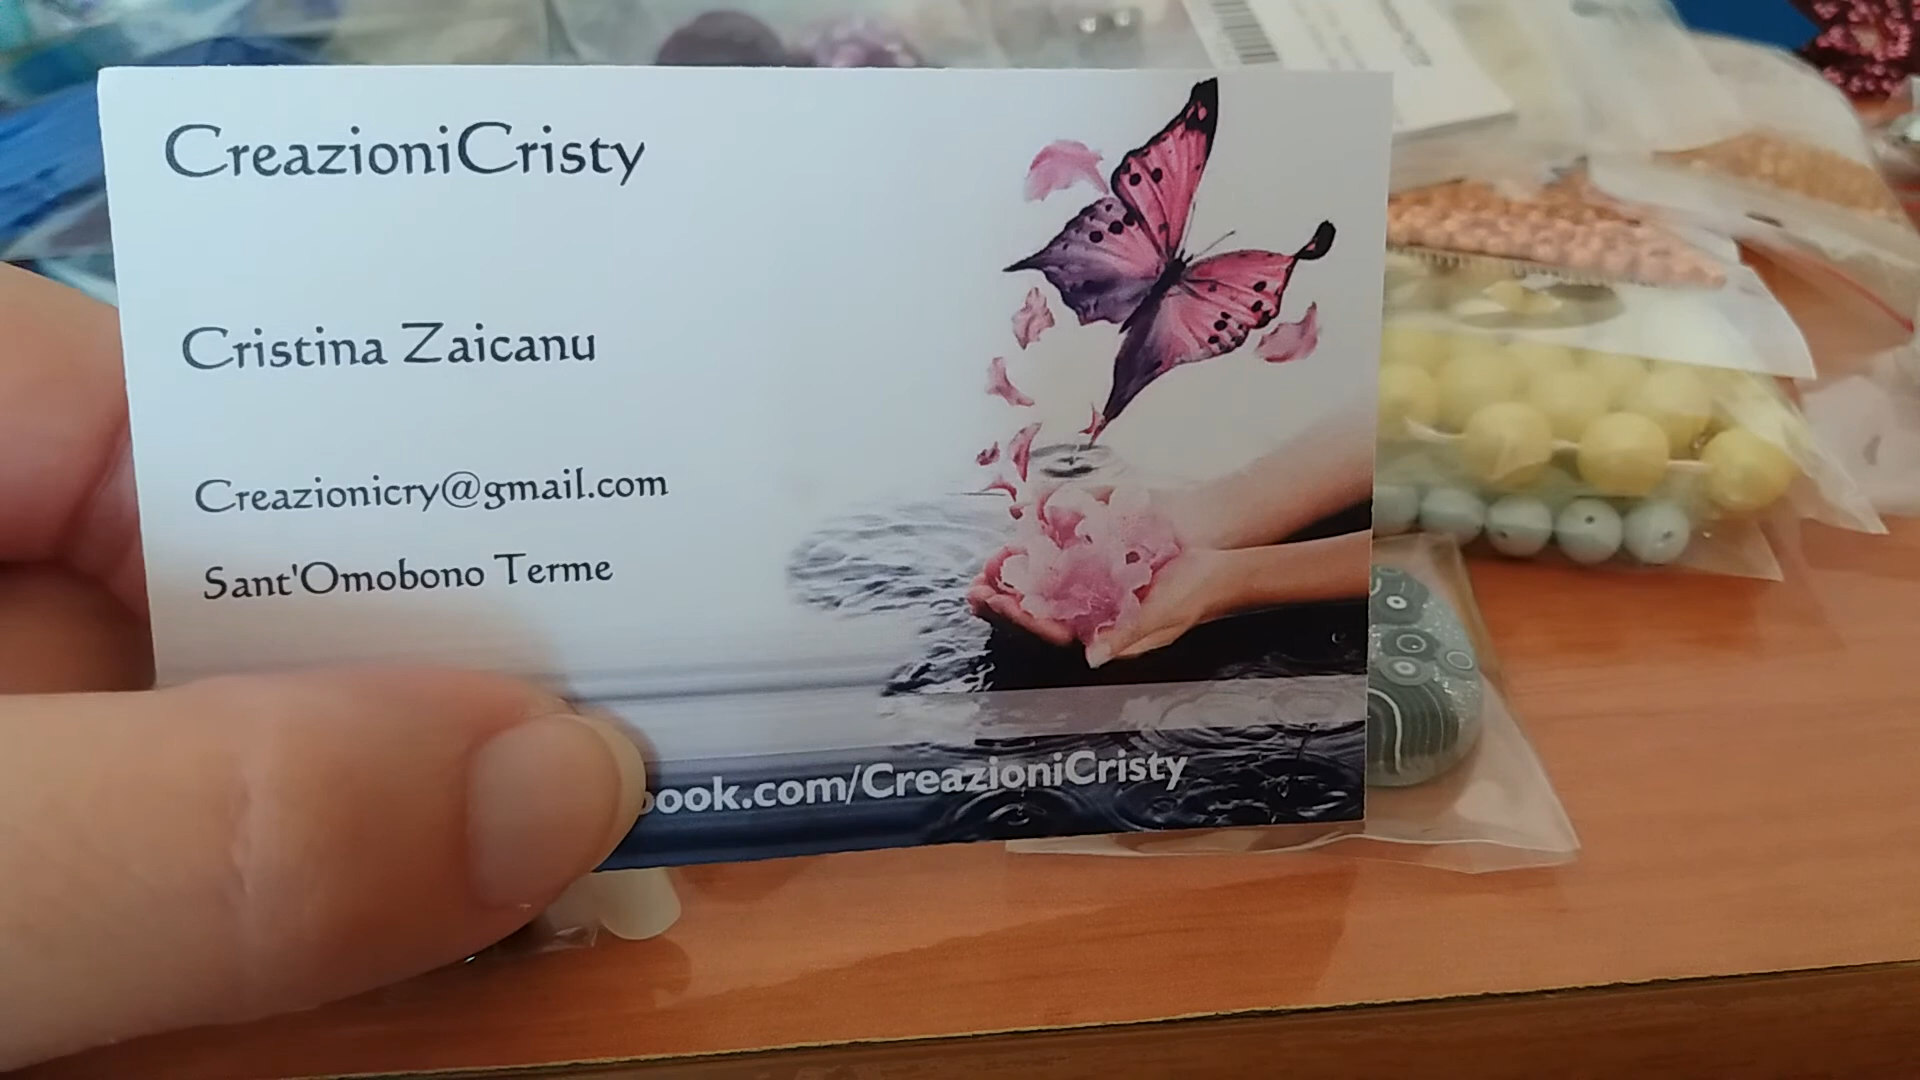 CreazioniCristy
Cristina Zaicanu
Creazionicry@gmail.com
Sant'Omobono Terme
book.com/CreazioniCristy